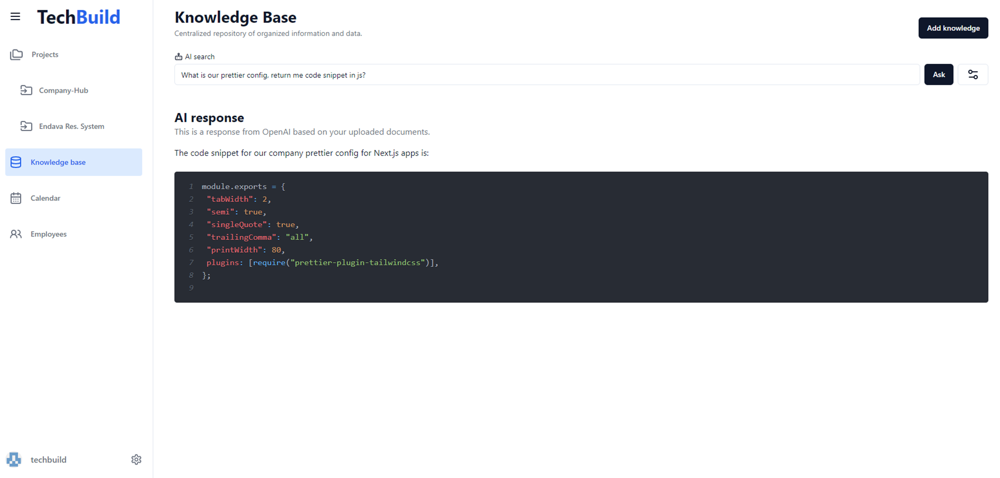 TechBuild
Projects
Company-Hub
Endava Res. System
Knowledge base
Calendar
Employees
techbuild
Knowledge Base
Centralized repository of organized information and data.
Add knowledge
AI search
What is our prettier config, return me code snippet in js?
Ask
AI response
This is a response from OpenAI based on your uploaded documents.
The code snippet for our company prettier config for Next.js apps is:
1 module.exports = {
2  "tabWidth": 2,
3  "semi": true,
4  "singleQuote": true,
5  "trailingComma": "all",
6  "printWidth": 80,
7  plugins: [require("prettier-plugin-tailwindcss")],
8 };
9